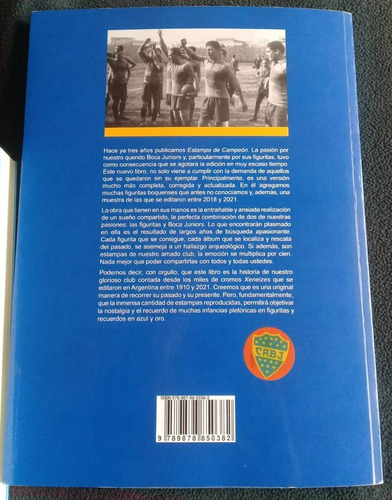 Hace ya tres años publicamos Estampa de Campeón. La pasión por
nuestro querido Boca Juniors y, particularmente por sus figuritas, tuvo
como consecuencia que se agotara la edición en muy escaso tiempo.
Este nuevo libro, no solo viene a cumplir con la demanda de aquellos
que se quedaron sin su ejemplar. Principalmente, es una versión
mucho más completa, corregida y actualizada. En él agregamos
muchas figuritas boquenses que antes no conociamos y, además, una
muestra de las que se editaron entre 2018 y 2021.
La obra que tienen en sus manos es la entrañable y ansiada realización
de un sueño compartido, la perfecta combinación de dos de nuestras
pasiones: las figuritas y Boca Juniors. Lo que encontrarán plasmado
en ella es el resultado de largos años de búsqueda apasionante.
Cada figurita que se consigue, cada álbum que se localiza y rescata
del pasado, se asemeja a un hallazgo arqueológico. Si además, son
estampas de nuestro amado club, la emoción se multiplica por cien.
Nada mejor que poder compartirlas con todos y todas ustedes.
Podemos decir, con orgullo, que este libro es la historia de nuestro
glorioso club contada desde los miles de cromos Xeneizes que se
editaron en Argentina entre 1910 y 2021. Creemos que es una original
manera de recorrer su pasado y su presente. Pero, fundamentalmente,
que la inmensa cantidad de estampas reproducidas, permitirá objetivar
la nostalgia y el recuerdo de muchas infancias pletóricas en figuritas y
recuerdos en azul y oro.
C.A.B.J.
ISBN 978-987-88-5038-2
9 789878 850382